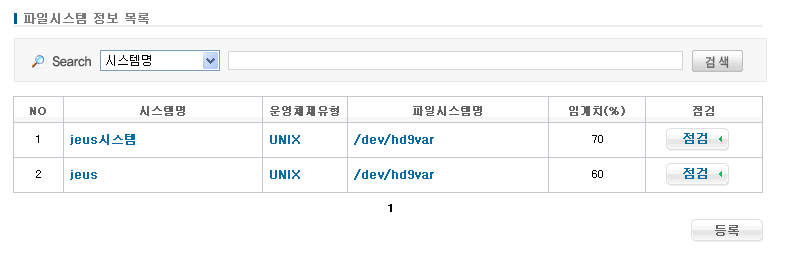 파일시스템 정보 목록
Search 시스템명 검색
NO 시스템명 운영체제유형 파일시스템명 임계치(%) 점검
1 jeus시스템 UNIX /dev/hd9var 70 점검
2 jeus UNIX /dev/hd9var 60 점검
1
등록